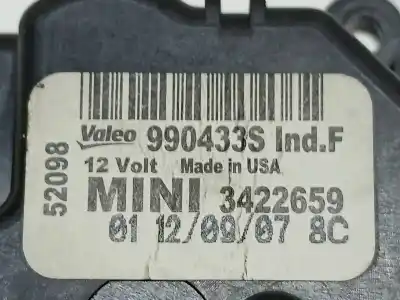 Valeo 990433S Ind.F
12 Volt Made in USA
MINI 3422659
01 12/09/07 8C
52098